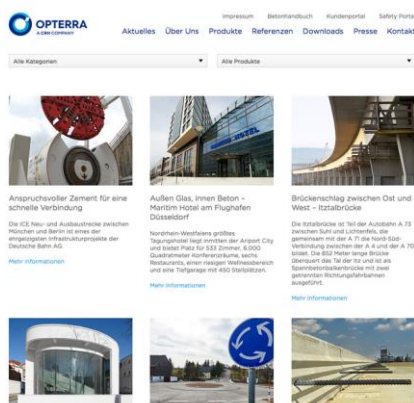 Impressum Betonhandbuch Kundenportal Safety Portal
OPTERRA
A CRH COMPANY
Aktuelles Über Uns Produkte Referenzen Downloads Presse Kontakt
Alle Kategorien
Alle Produkte
Anspruchsvoller Zement für eine
schnelle Verbindung
Die ICE Neu- und Ausbaustrecke zwischen
München und Berlin ist eines der
ehrgeizigsten Infrastrukturprojekte der
Deutsche Bahn AG.
Mehr Informationen
Außen Glas, innen Beton –
Maritim Hotel am Flughafen
Düsseldorf
Nordrhein-Westfalens größtes
Tagungshotel liegt inmitten der Airport City
und bietet Platz für 533 Zimmer, 6.000
Quadratmeter Konferenzräume, sechs
Restaurants, einen riesigen Wellnessbereich
und eine Tiefgarage mit 450 Stellplätzen.
Mehr Informationen
Brückenschlag zwischen Ost und
West – Itztalbrücke
Die Itztalbrücke ist Teil der Autobahn A 73
zwischen Suhl und Lichtenfels, die
gemeinsam mit der A 71 die Nord-Süd-
Verbindung zwischen der A 4 und der A 70
bildet. Die 852 Meter lange Brücke
überquert das Tal der Itz und ist als
Spannbetonbalkenbrücke mit zwei
getrennten Richtungsfahrbahnen
ausgeführt.
Mehr Informationen